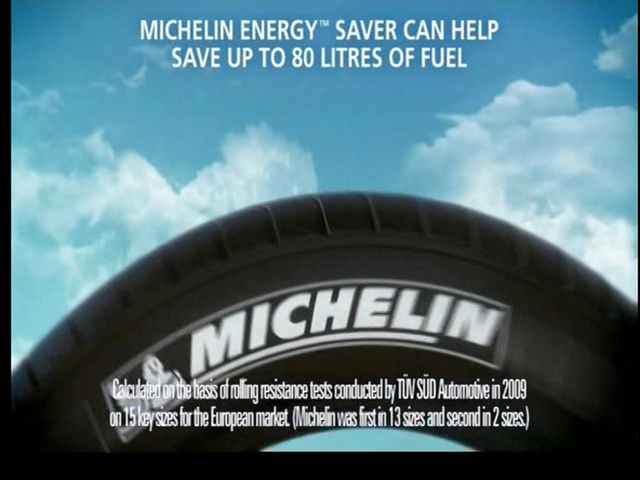 MICHELIN ENERGY™ SAVER CAN HELP
SAVE UP TO 80 LITRES OF FUEL
MICHELIN
Calculated on the basis of rolling resistance tests conducted by TÜV SÜD Automotive in 2009
on 15 key sizes for the European market. (Michelin was first in 13 sizes and second in 2 sizes.)